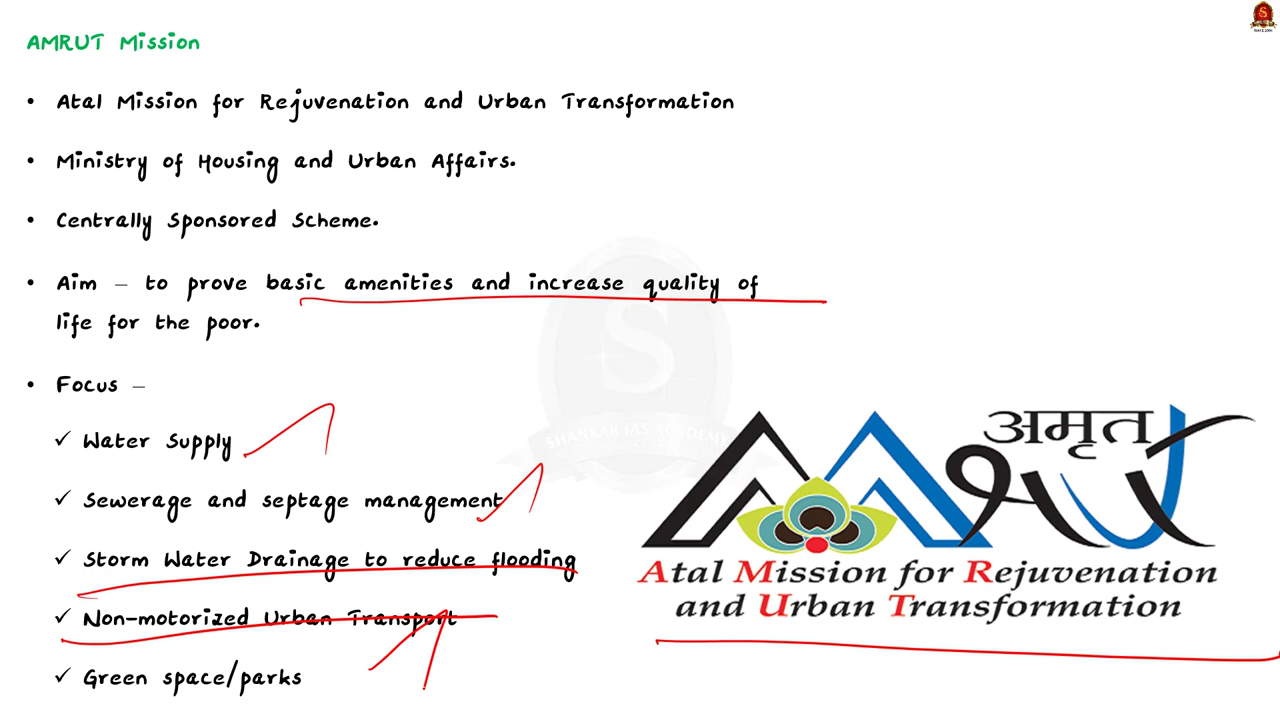 AMRUT Mission
• Atal Mission for Rejuvenation and Urban Transformation
• Ministry of Housing and Urban Affairs.
• Centrally Sponsored Scheme.
• Aim – to prove basic amenities and increase quality of
life for the poor.
• Focus –
✓ Water Supply
✓ Sewerage and septage management
✓ Storm Water Drainage to reduce flooding
✓ Non-motorized Urban Transport
✓ Green space/parks
SHANKAR IAS ACADEMY
अमृत
Atal Mission for Rejuvenation
and Urban Transformation